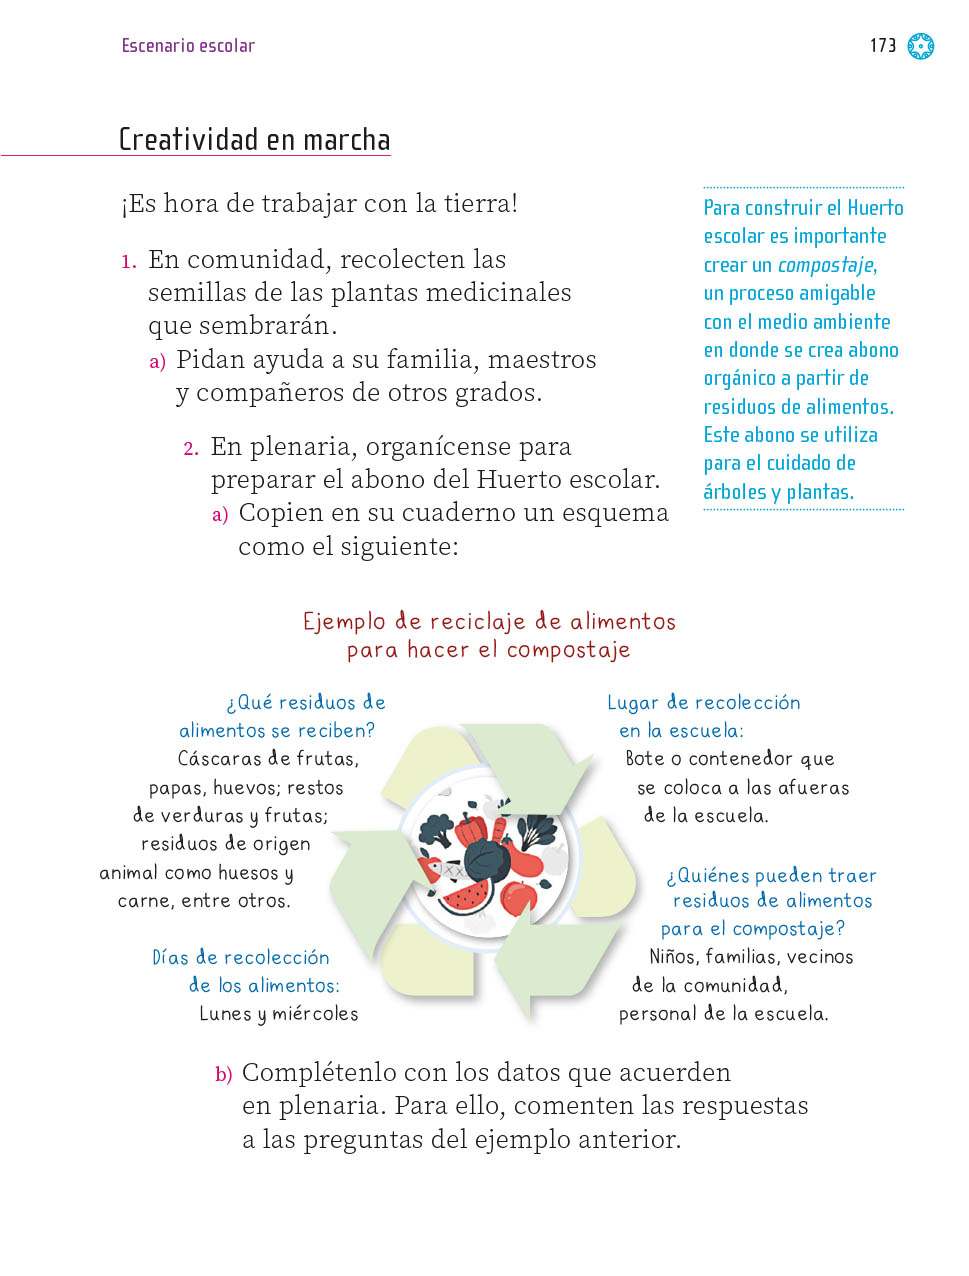 Escenario escolar
173
Creatividad en marcha
¡Es hora de trabajar con la tierra!
1. En comunidad, recolecten las
semillas de las plantas medicinales
que sembrarán.
a) Pidan ayuda a su familia, maestros
y compañeros de otros grados.
2. En plenaria, organícense para
preparar el abono del Huerto escolar.
a) Copien en su cuaderno un esquema
como el siguiente:
Para construir el Huerto
escolar es importante
crear un compostaje,
un proceso amigable
con el medio ambiente
en donde se crea abono
orgánico a partir de
residuos de alimentos.
Este abono se utiliza
para el cuidado de
árboles y plantas.
Ejemplo de reciclaje de alimentos
para hacer el compostaje
¿Qué residuos de
alimentos se reciben?
Cáscaras de frutas,
papas, huevos; restos
de verduras y frutas;
residuos de origen
animal como huesos y
carne, entre otros.
Días de recolección
de los alimentos:
Lunes y miércoles
Lugar de recolección
en la escuela:
Bote o contenedor que
se coloca a las afueras
de la escuela.
¿Quiénes pueden traer
residuos de alimentos
para el compostaje?
Niños, familias, vecinos
de la comunidad,
personal de la escuela.
b) Complétenlo con los datos que acuerden
en plenaria. Para ello, comenten las respuestas
a las preguntas del ejemplo anterior.